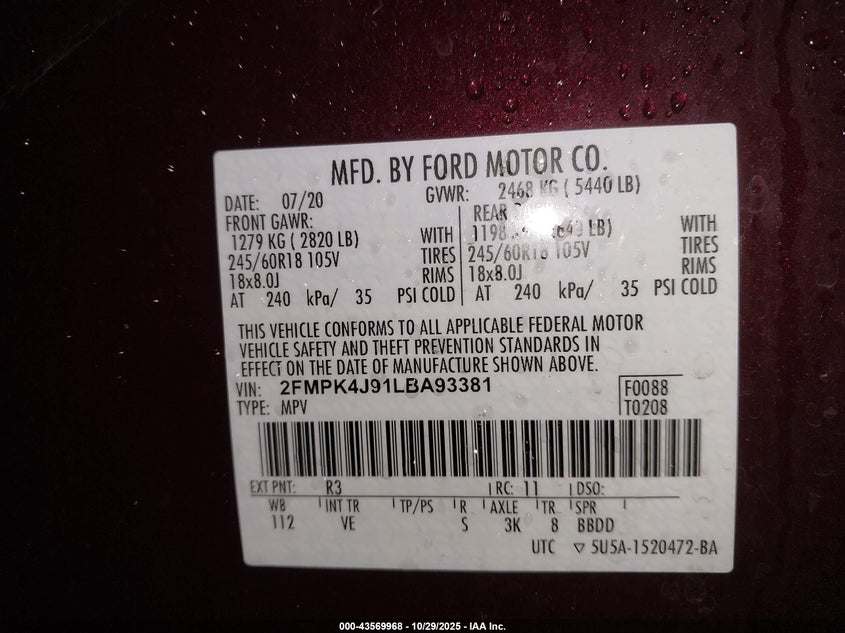 MFD. BY FORD MOTOR CO.
DATE: 07/20 GVWR: 2468 KG ( 5440 LB)
FRONT GAWR: REAR
1279 KG ( 2820 LB) WITH 1198 LB) WITH
245/60R18 105V TIRES 245/60R18 105V TIRES
18x8.0J RIMS 18x8.0J RIMS
AT 240 kPa/ 35 PSI COLD AT 240 kPa/ 35 PSI COLD
THIS VEHICLE CONFORMS TO ALL APPLICABLE FEDERAL MOTOR
VEHICLE SAFETY AND THEFT PREVENTION STANDARDS IN
EFFECT ON THE DATE OF MANUFACTURE SHOWN ABOVE.
VIN: 2FMPK4J91LBA93381 F0088
TYPE: MPV T0208
EXT PNT: R3 RC: 11 DSO:
WB INT TR TP/PS R AXLE TR SPR
112 VE S 3K 8 BBDD
UTC ▽ 5U5A-1520472-BA
000-43569968 - 10/29/2025 - IAA Inc.